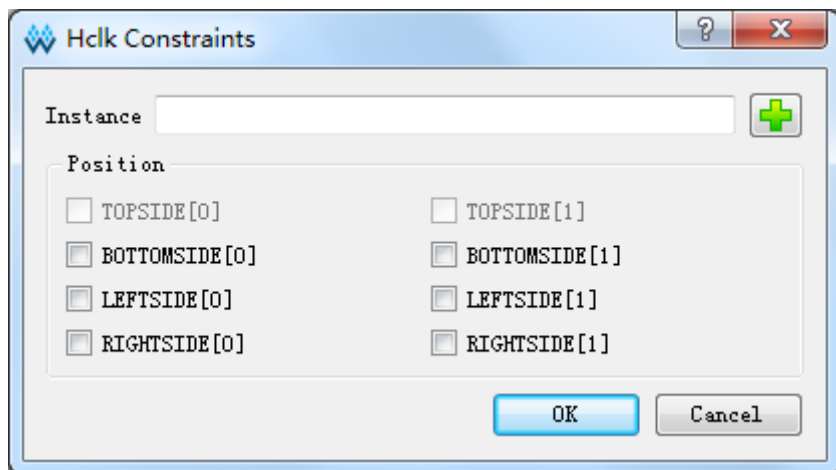 Hclk Constraints
?
Instance
Position
TOPSIDE[0] TOPSIDE[1]
BOTTOMSIDE[0] BOTTOMSIDE[1]
LEFTSIDE[0] LEFTSIDE[1]
RIGHTSIDE[0] RIGHTSIDE[1]
OK Cancel